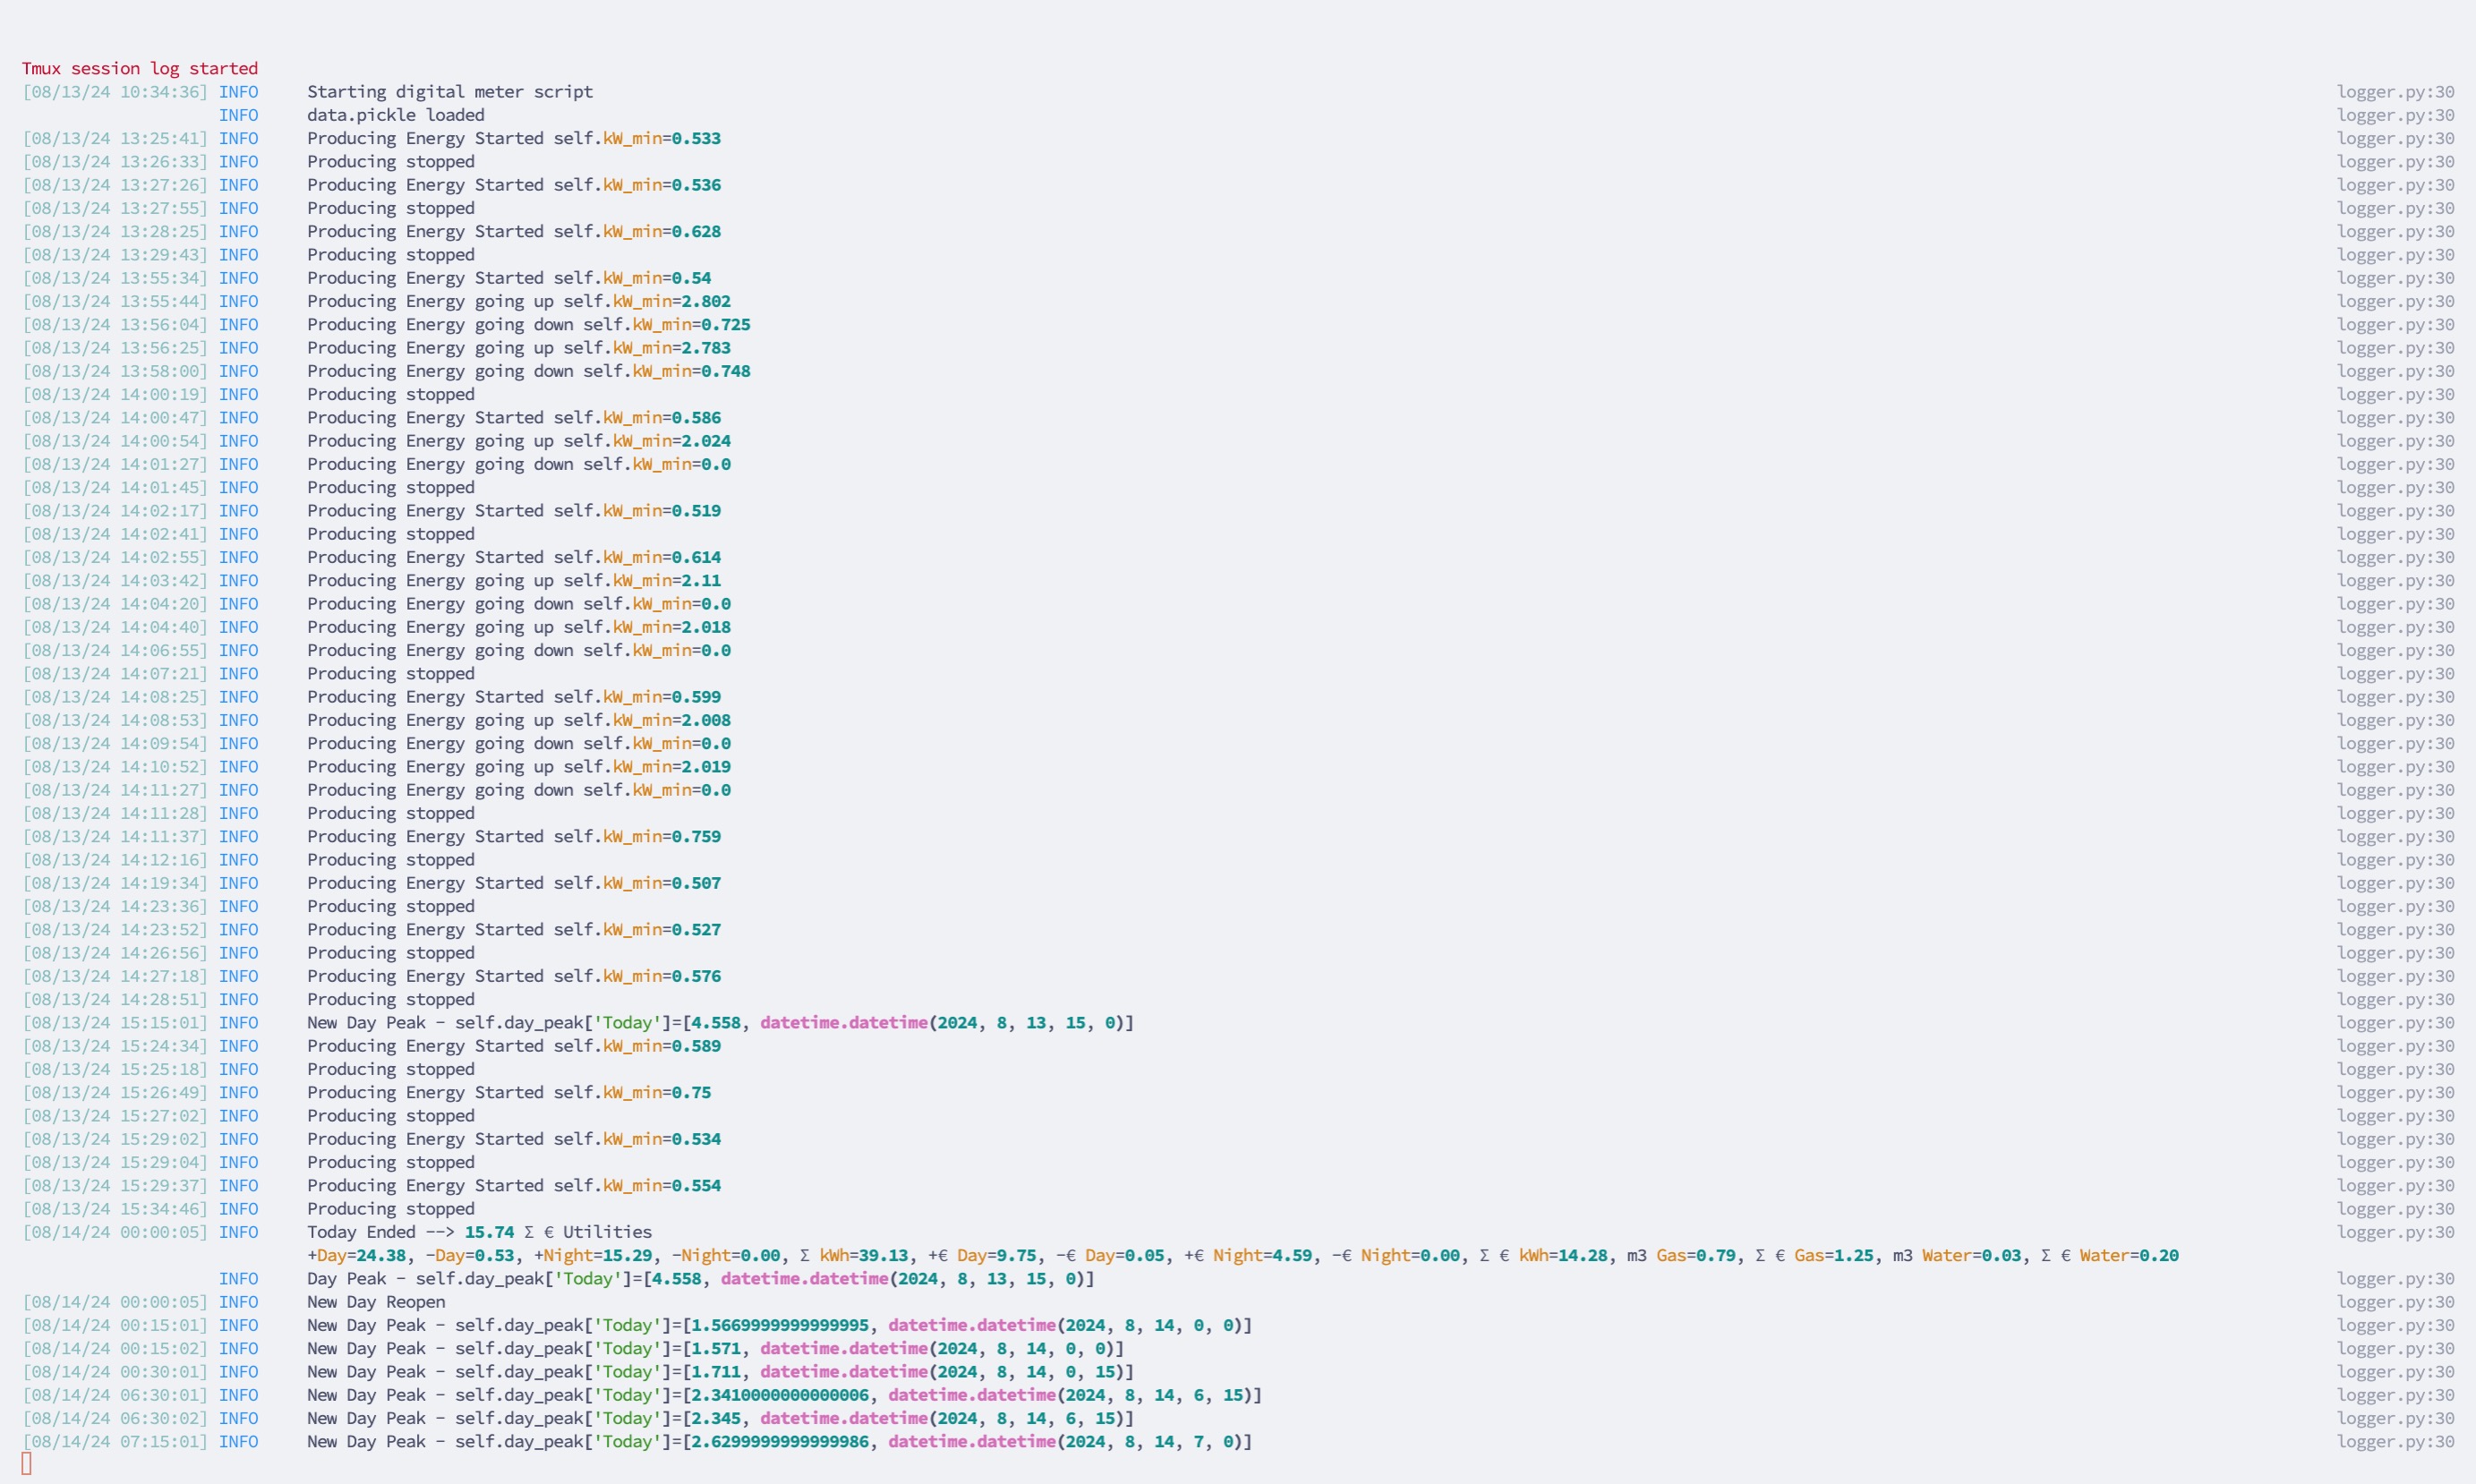 Tmux session log started
[08/13/24 10:34:36] INFO Starting digital meter script logger.py:30
INFO data.pickle loaded logger.py:30
[08/13/24 13:25:41] INFO Producing Energy Started self.kW_min=0.533 logger.py:30
[08/13/24 13:26:33] INFO Producing stopped logger.py:30
[08/13/24 13:27:26] INFO Producing Energy Started self.kW_min=0.536 logger.py:30
[08/13/24 13:27:55] INFO Producing stopped logger.py:30
[08/13/24 13:28:25] INFO Producing Energy Started self.kW_min=0.628 logger.py:30
[08/13/24 13:29:43] INFO Producing stopped logger.py:30
[08/13/24 13:55:34] INFO Producing Energy Started self.kW_min=0.54 logger.py:30
[08/13/24 13:55:44] INFO Producing Energy going up self.kW_min=2.802 logger.py:30
[08/13/24 13:56:04] INFO Producing Energy going down self.kW_min=0.725 logger.py:30
[08/13/24 13:56:25] INFO Producing Energy going up self.kW_min=2.783 logger.py:30
[08/13/24 13:58:00] INFO Producing Energy going down self.kW_min=0.748 logger.py:30
[08/13/24 14:00:19] INFO Producing stopped logger.py:30
[08/13/24 14:00:47] INFO Producing Energy Started self.kW_min=0.586 logger.py:30
[08/13/24 14:00:54] INFO Producing Energy going up self.kW_min=2.024 logger.py:30
[08/13/24 14:01:27] INFO Producing Energy going down self.kW_min=0.0 logger.py:30
[08/13/24 14:01:45] INFO Producing stopped logger.py:30
[08/13/24 14:02:17] INFO Producing Energy Started self.kW_min=0.519 logger.py:30
[08/13/24 14:02:41] INFO Producing stopped logger.py:30
[08/13/24 14:02:55] INFO Producing Energy Started self.kW_min=0.614 logger.py:30
[08/13/24 14:03:42] INFO Producing Energy going up self.kW_min=2.11 logger.py:30
[08/13/24 14:04:20] INFO Producing Energy going down self.kW_min=0.0 logger.py:30
[08/13/24 14:04:40] INFO Producing Energy going up self.kW_min=2.018 logger.py:30
[08/13/24 14:06:55] INFO Producing Energy going down self.kW_min=0.0 logger.py:30
[08/13/24 14:07:21] INFO Producing stopped logger.py:30
[08/13/24 14:08:25] INFO Producing Energy Started self.kW_min=0.599 logger.py:30
[08/13/24 14:08:53] INFO Producing Energy going up self.kW_min=2.008 logger.py:30
[08/13/24 14:09:54] INFO Producing Energy going down self.kW_min=0.0 logger.py:30
[08/13/24 14:10:52] INFO Producing Energy going up self.kW_min=2.019 logger.py:30
[08/13/24 14:11:27] INFO Producing Energy going down self.kW_min=0.0 logger.py:30
[08/13/24 14:11:28] INFO Producing stopped logger.py:30
[08/13/24 14:11:37] INFO Producing Energy Started self.kW_min=0.759 logger.py:30
[08/13/24 14:12:16] INFO Producing stopped logger.py:30
[08/13/24 14:19:34] INFO Producing Energy Started self.kW_min=0.507 logger.py:30
[08/13/24 14:23:36] INFO Producing stopped logger.py:30
[08/13/24 14:23:52] INFO Producing Energy Started self.kW_min=0.527 logger.py:30
[08/13/24 14:26:56] INFO Producing stopped logger.py:30
[08/13/24 14:27:18] INFO Producing Energy Started self.kW_min=0.576 logger.py:30
[08/13/24 14:28:51] INFO Producing stopped logger.py:30
[08/13/24 15:15:01] INFO New Day Peak - self.day_peak['Today']=[4.558, datetime.datetime(2024, 8, 13, 15, 0)] logger.py:30
[08/13/24 15:24:34] INFO Producing Energy Started self.kW_min=0.589 logger.py:30
[08/13/24 15:25:18] INFO Producing stopped logger.py:30
[08/13/24 15:26:49] INFO Producing Energy Started self.kW_min=0.75 logger.py:30
[08/13/24 15:27:02] INFO Producing stopped logger.py:30
[08/13/24 15:29:02] INFO Producing Energy Started self.kW_min=0.534 logger.py:30
[08/13/24 15:29:04] INFO Producing stopped logger.py:30
[08/13/24 15:29:37] INFO Producing Energy Started self.kW_min=0.554 logger.py:30
[08/13/24 15:34:46] INFO Producing stopped logger.py:30
[08/14/24 00:00:05] INFO Today Ended --> 15.74 Σ € Utilities logger.py:30
+Day=24.38, -Day=0.53, +Night=15.29, -Night=0.00, Σ kWh=39.13, +€ Day=9.75, -€ Day=0.05, +€ Night=4.59, -€ Night=0.00, Σ € kWh=14.28, m3 Gas=0.79, Σ € Gas=1.25, m3 Water=0.03, Σ € Water=0.20
INFO Day Peak - self.day_peak['Today']=[4.558, datetime.datetime(2024, 8, 13, 15, 0)] logger.py:30
[08/14/24 00:00:05] INFO New Day Reopen logger.py:30
[08/14/24 00:15:01] INFO New Day Peak - self.day_peak['Today']=[1.5669999999999995, datetime.datetime(2024, 8, 14, 0, 0)] logger.py:30
[08/14/24 00:15:02] INFO New Day Peak - self.day_peak['Today']=[1.571, datetime.datetime(2024, 8, 14, 0, 0)] logger.py:30
[08/14/24 00:30:01] INFO New Day Peak - self.day_peak['Today']=[1.711, datetime.datetime(2024, 8, 14, 0, 15)] logger.py:30
[08/14/24 06:30:01] INFO New Day Peak - self.day_peak['Today']=[2.3410000000000006, datetime.datetime(2024, 8, 14, 6, 15)] logger.py:30
[08/14/24 06:30:02] INFO New Day Peak - self.day_peak['Today']=[2.345, datetime.datetime(2024, 8, 14, 6, 15)] logger.py:30
[08/14/24 07:15:01] INFO New Day Peak - self.day_peak['Today']=[2.6299999999999986, datetime.datetime(2024, 8, 14, 7, 0)] logger.py:30